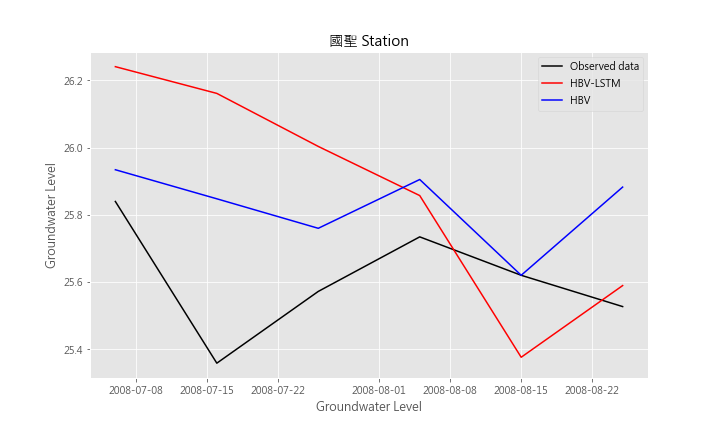 國聖 Station
Observed data
HBV-LSTM
HBV
Groundwater Level
26.2
26.0
25.8
25.6
25.4
2008-07-08 2008-07-15 2008-07-22 2008-08-01 2008-08-08 2008-08-15 2008-08-22
Groundwater Level